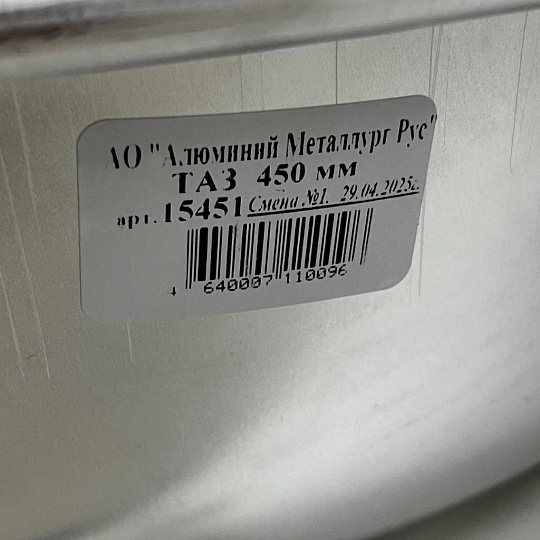 АО "Алюминий Металлург Рус"
ТАЗ 450 мм
арт.15451 Смена №1. 29.04.2025г.
4 640007 110096